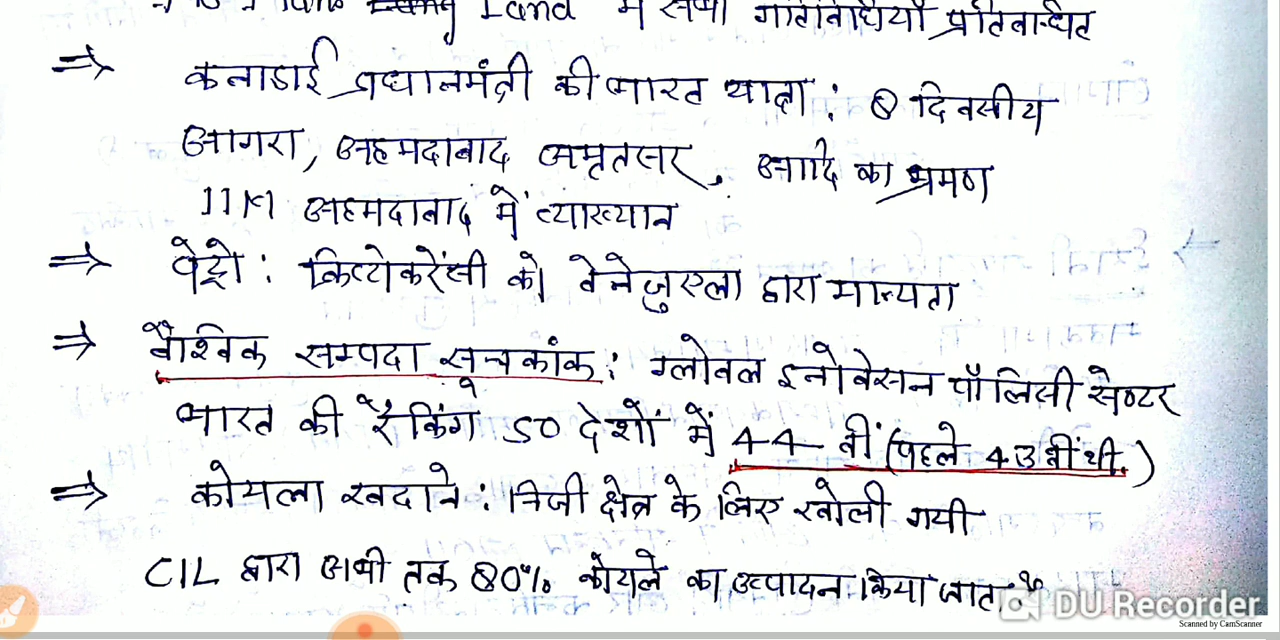 Land में सभी गतिविधियाँ प्रतिबन्धित
⇒ कनाडाई प्रधानमंत्री की भारत यात्रा : 8 दिवसीय
आगरा, अहमदाबाद अमृतसर, आदि का भ्रमण
IIM अहमदाबाद में व्याख्यान
⇒ पेट्रो : क्रिप्टोकरेंसी को वेनेजुएला द्वारा मान्यता
⇒ वैश्विक सम्पदा सूचकांक : ग्लोबल इनोवेसन पॉलिसी सेण्टर
भारत की रैंकिंग 50 देशों में 44 वीं (पहले 43वीं थी.)
⇒ कोयला खदाने : निजी क्षेत्र के लिए खोली गयी
CIL द्वारा अभी तक 80% कोयले का उत्पादन किया जाता है
DU Recorder
Scanned by CamScanner